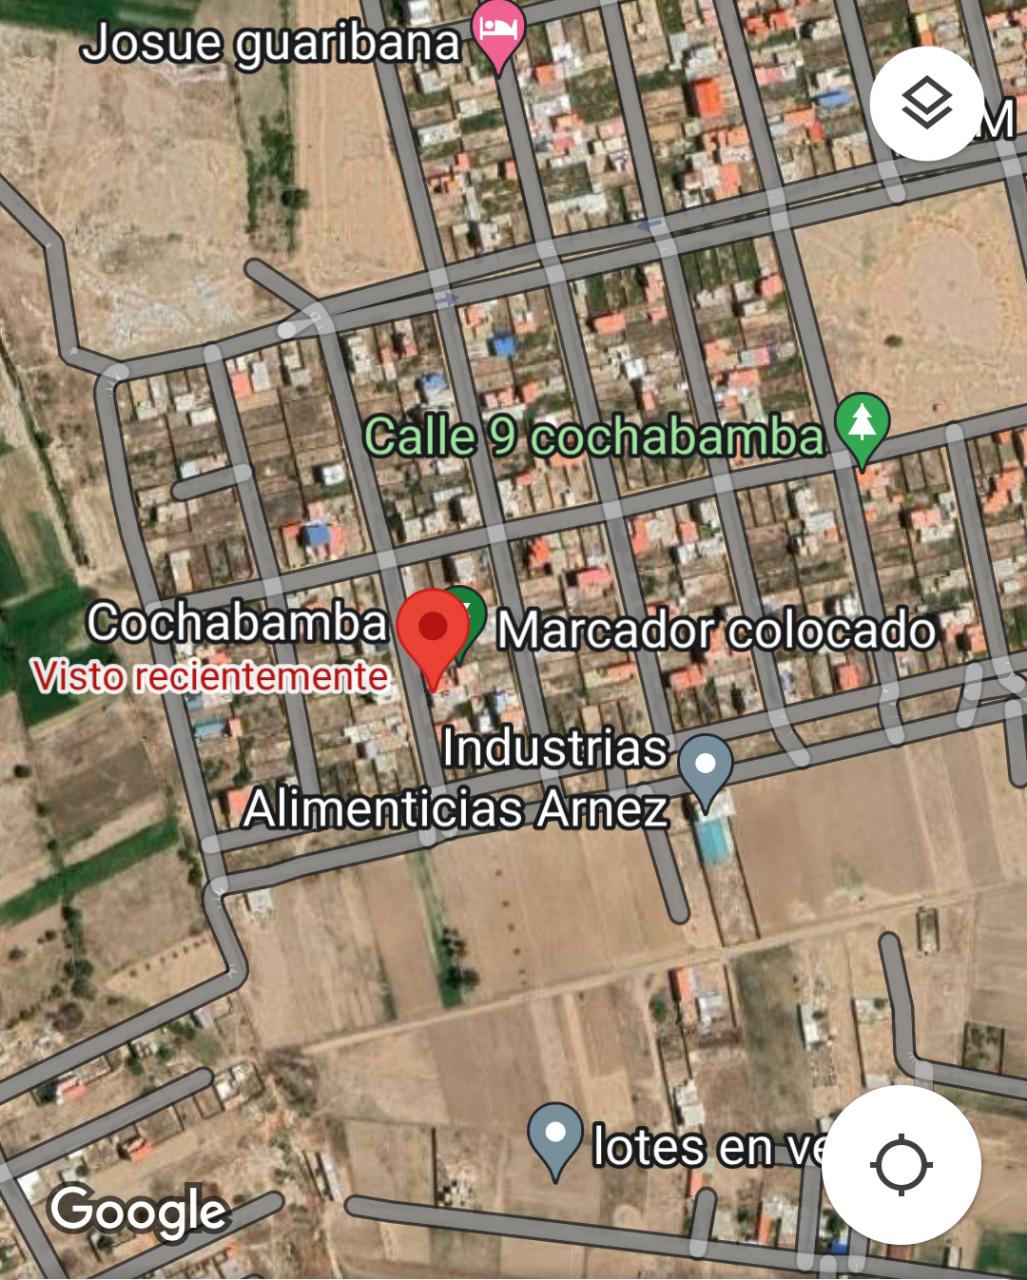 Josue guaribana
M
Calle 9 cochabamba
Cochabamba
Visto recientemente
Marcador colocado
Industrias
Alimenticias Arnez
lotes en ve
Google